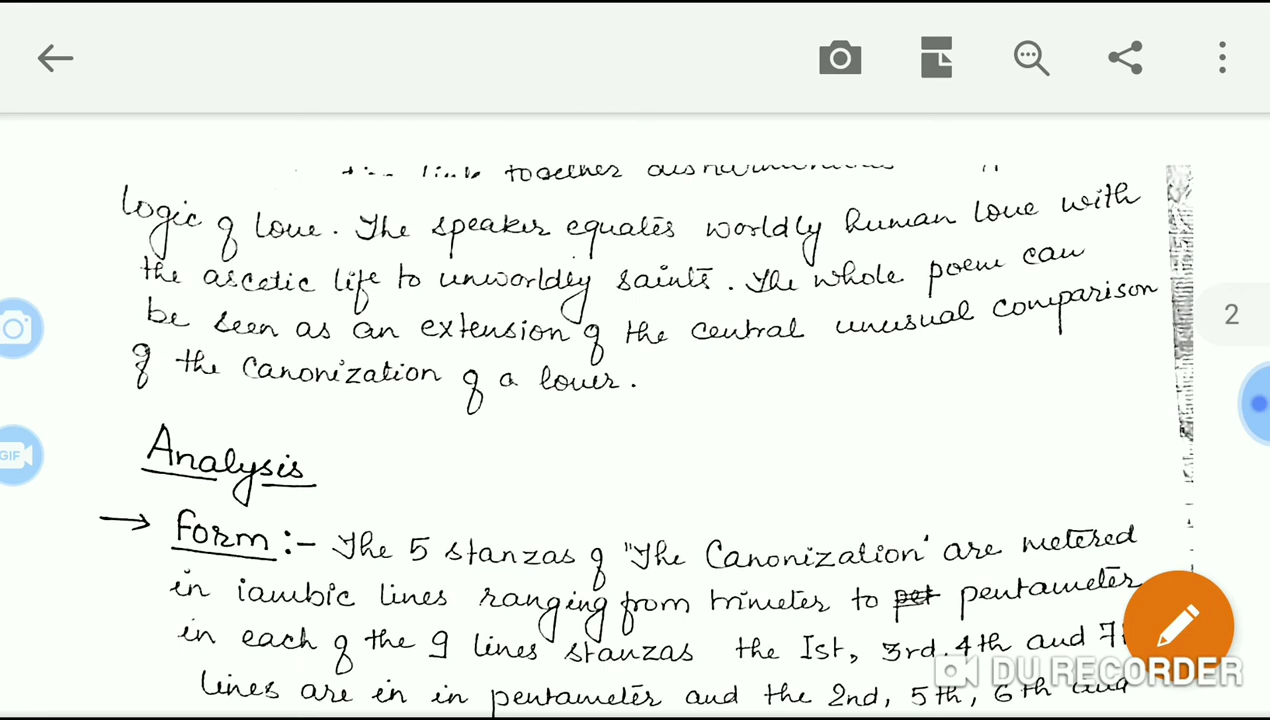 together
logic of love. The speaker equates worldly human love with
the ascetic life to unworldly saints. The whole poem can
be seen as an extension of the central unusual comparison
of the canonization of a lover.
2
GIF
Analysis
→ Form:- The 5 stanzas of "The Canonization" are metered
in iambic lines ranging from trimeter to pet pentameter
in each of the 9 lines stanzas the Ist, 3rd. 4th and
lines are in in pentameter and the 2nd, 5th, 6th and
DU RECORDER